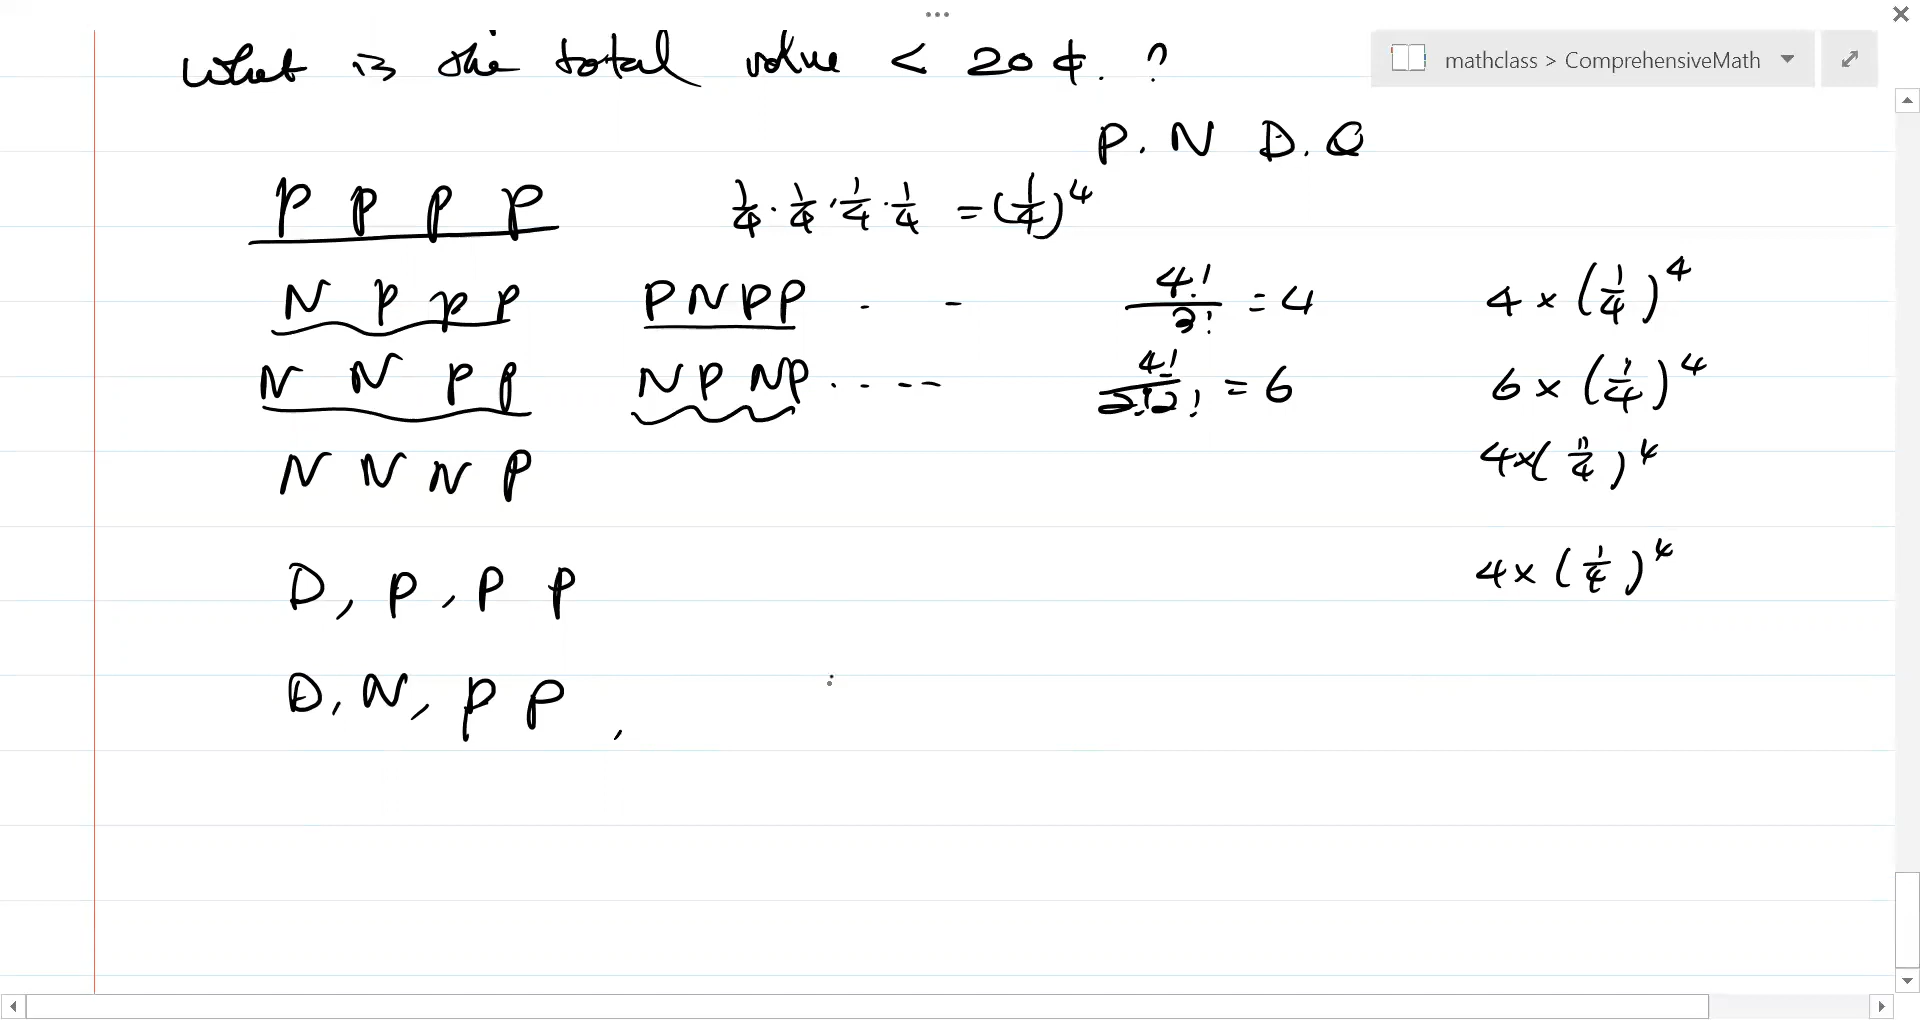 ...
What is the total value < 20 ¢. ?
mathclass > ComprehensiveMath
P. N D. Q
P P P P 1/4 · 1/4 · 1/4 · 1/4 = (1/4)^4
N P P P PNPP . - 4!/3! = 4 4 × (1/4)^4
N N P P NPNP . . - - 4!/2!2! = 6 6 × (1/4)^4
N N N P 4×(1/4)^4
D, P, P P 4× (1/4)^4
D, N, P P ,